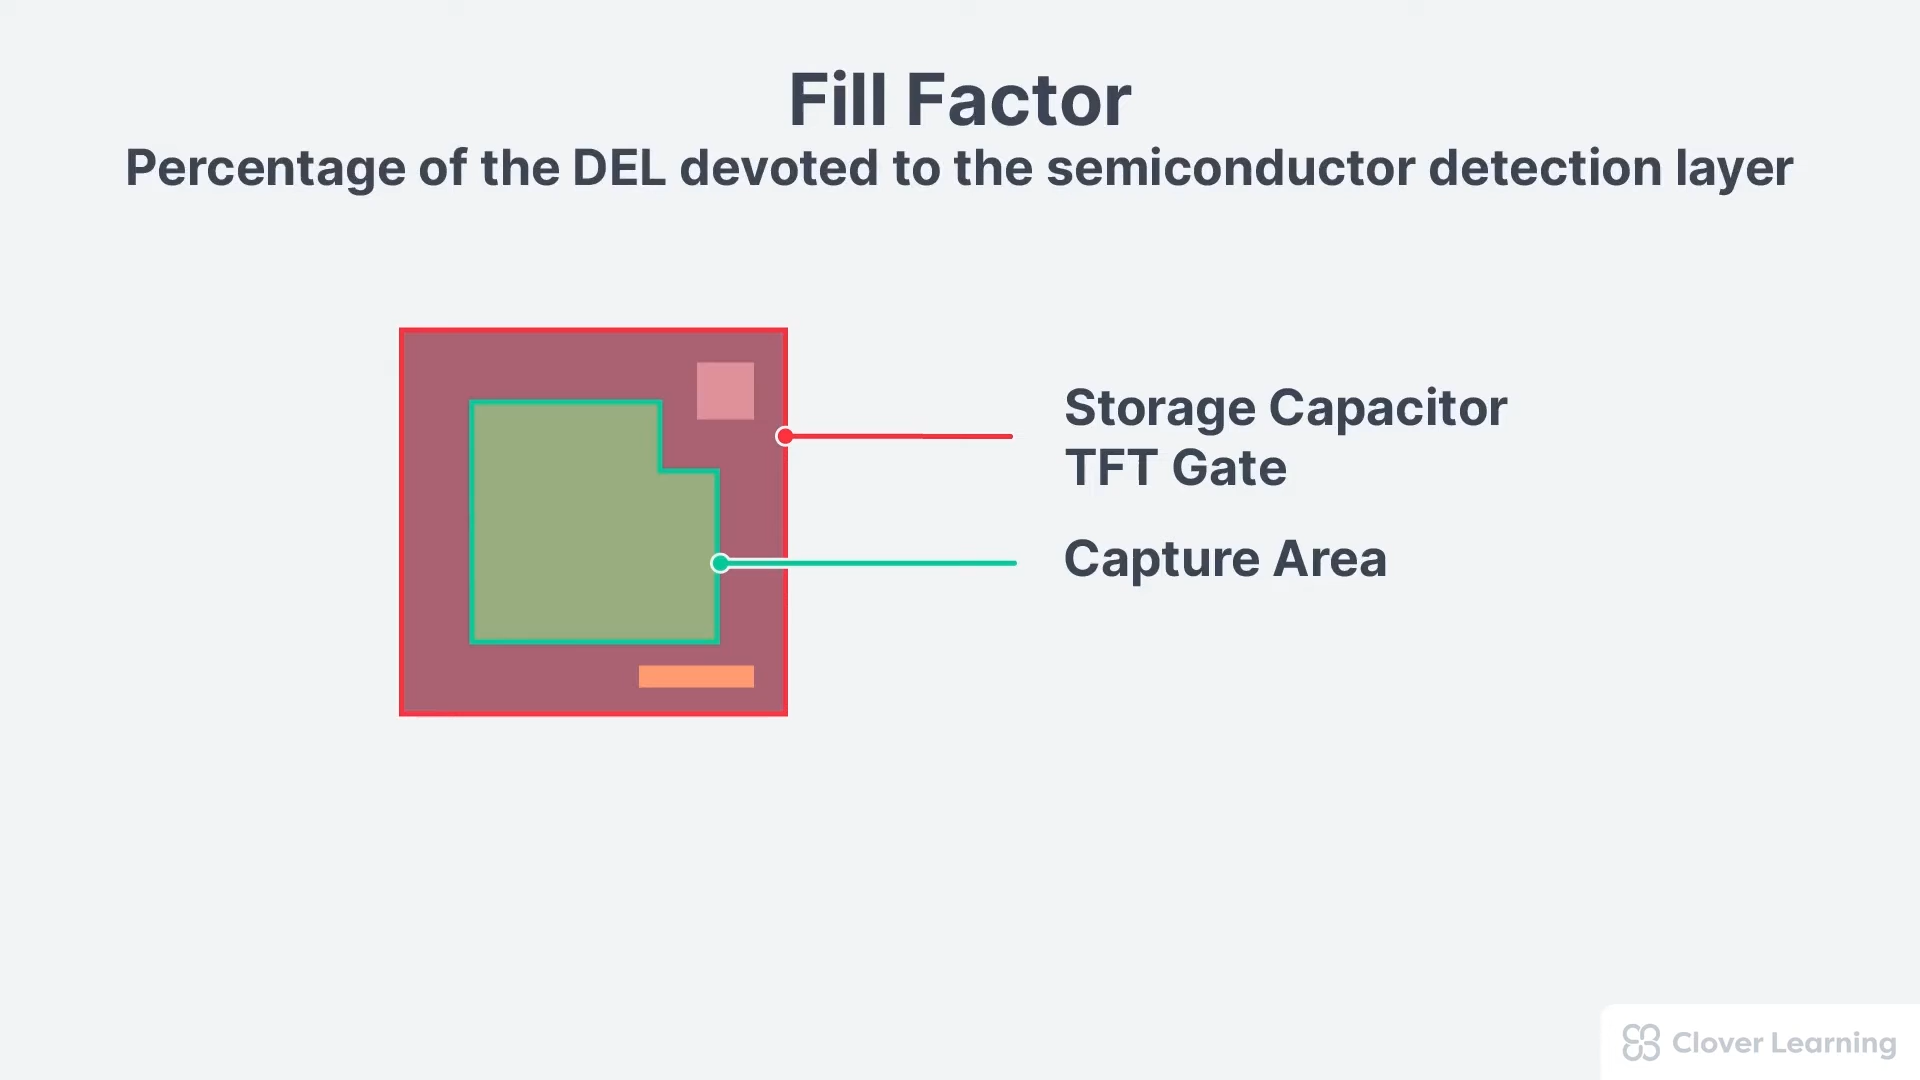 Fill Factor
Percentage of the DEL devoted to the semiconductor detection layer
Storage Capacitor
TFT Gate
Capture Area
Clover Learning